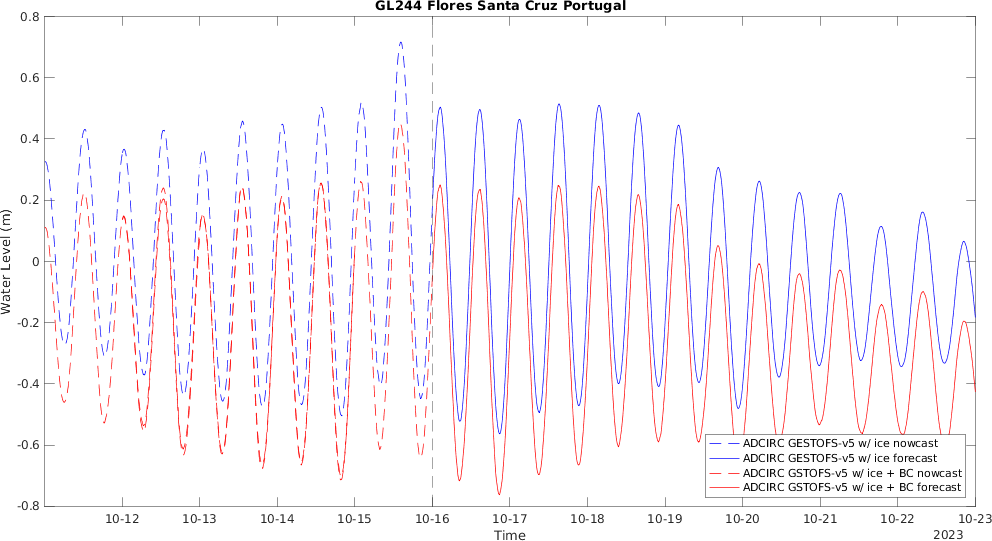 GL244 Flores Santa Cruz Portugal
0.8
0.6
0.4
0.2
0
-0.2
-0.4
-0.6
-0.8
Water Level (m)
ADCIRC GESTOFS-v5 w/ ice nowcast
ADCIRC GESTOFS-v5 w/ ice forecast
ADCIRC GSTOFS-v5 w/ ice + BC nowcast
ADCIRC GSTOFS-v5 w/ ice + BC forecast
10-12 10-13 10-14 10-15 10-16 10-17 10-18 10-19 10-20 10-21 10-22 10-23
Time
2023